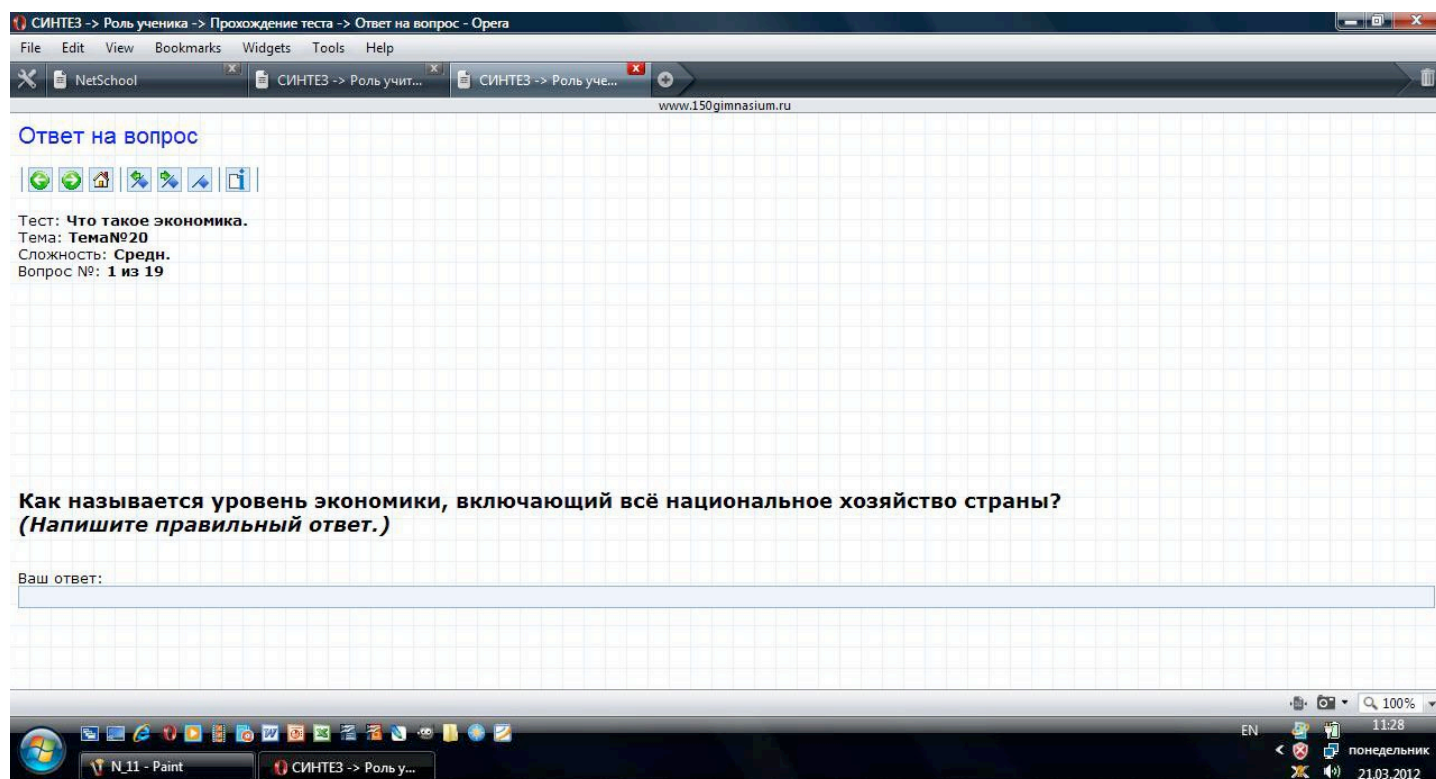 СИНТЕЗ -> Роль ученика -> Прохождение теста -> Ответ на вопрос - Opera
File Edit View Bookmarks Widgets Tools Help
NetSchool СИНТЕЗ -> Роль учит... СИНТЕЗ -> Роль уче...
www.150gimnasium.ru
Ответ на вопрос
Тест: Что такое экономика.
Тема: Тема№20
Сложность: Средн.
Вопрос №: 1 из 19
Как называется уровень экономики, включающий всё национальное хозяйство страны?
(Напишите правильный ответ.)
Ваш ответ:
100%
EN 11:28
понедельник
N_11 - Paint СИНТЕЗ -> Роль у...
21.03.2012